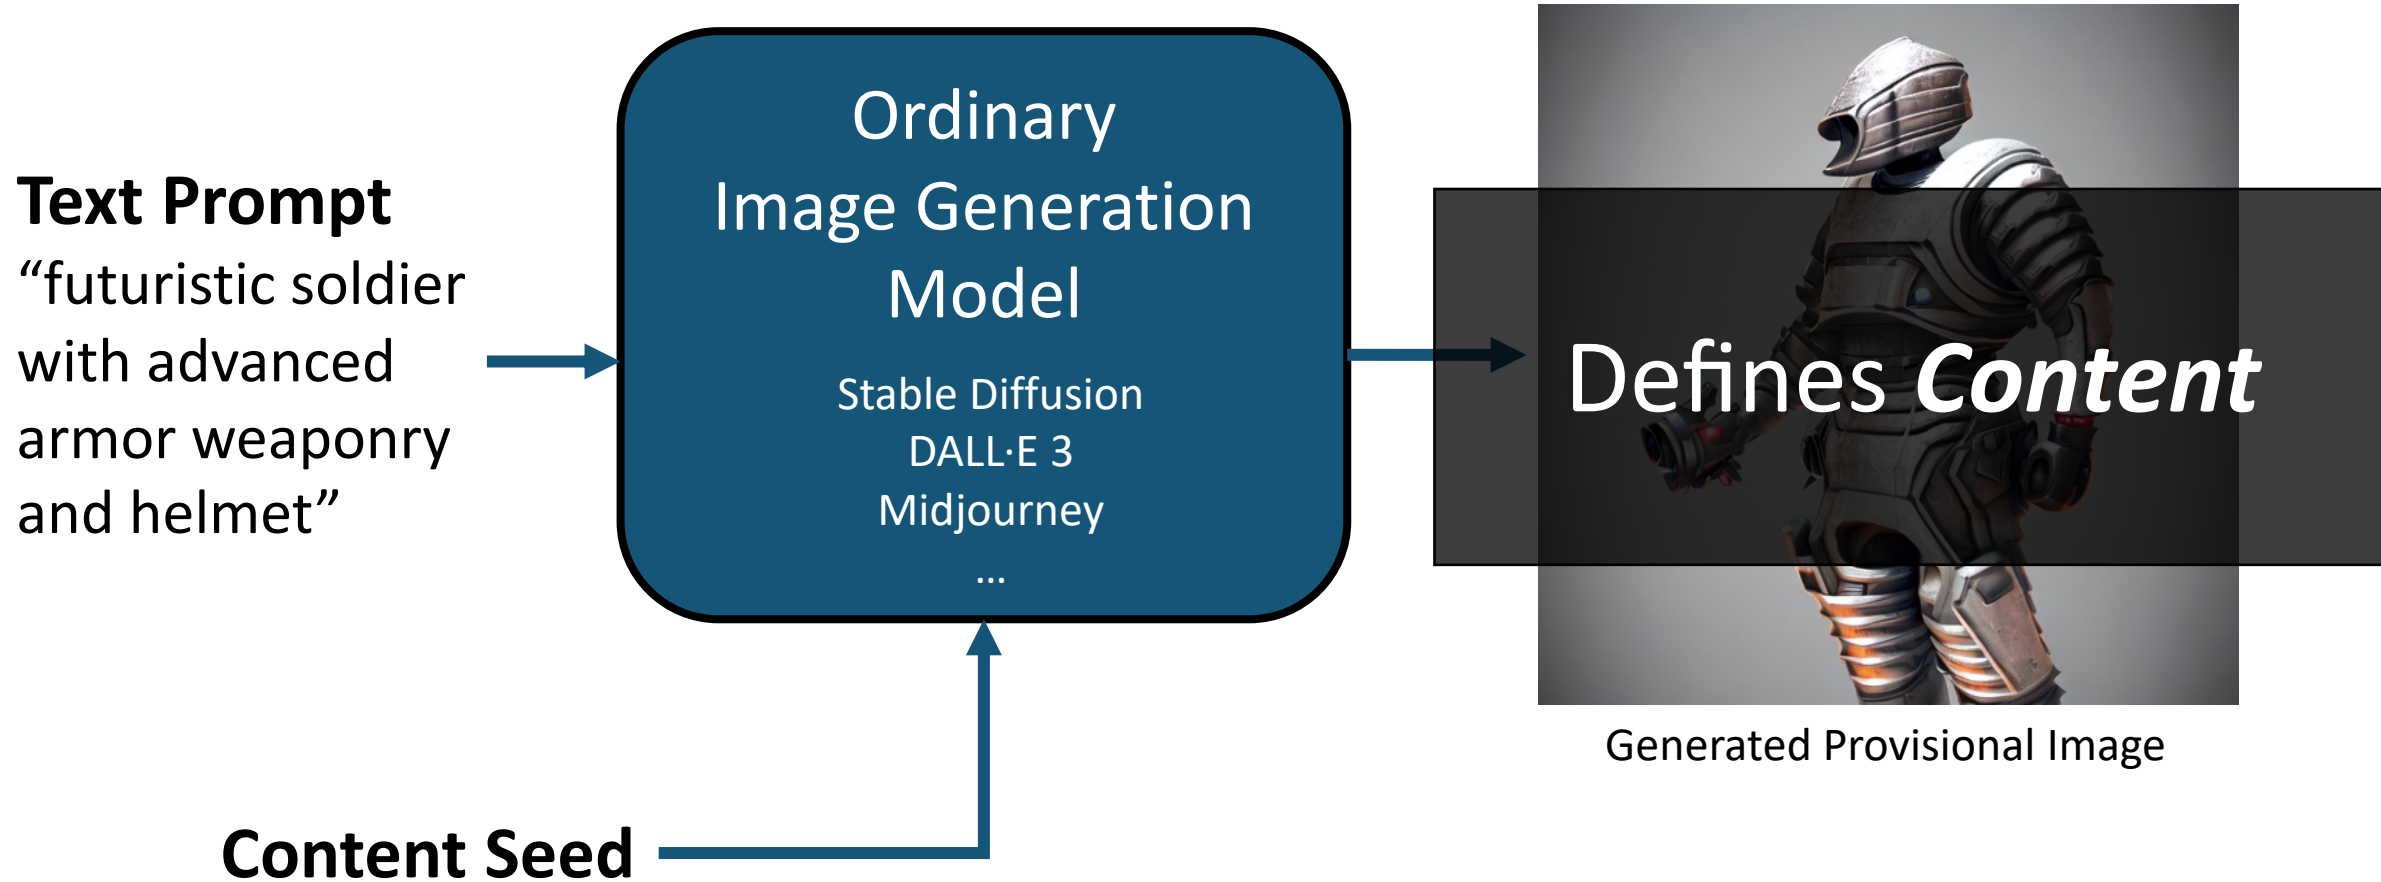 Text Prompt
“futuristic soldier
with advanced
armor weaponry
and helmet”
Ordinary
Image Generation
Model
Stable Diffusion
DALL·E 3
Midjourney
...
Defines Content
Generated Provisional Image
Content Seed